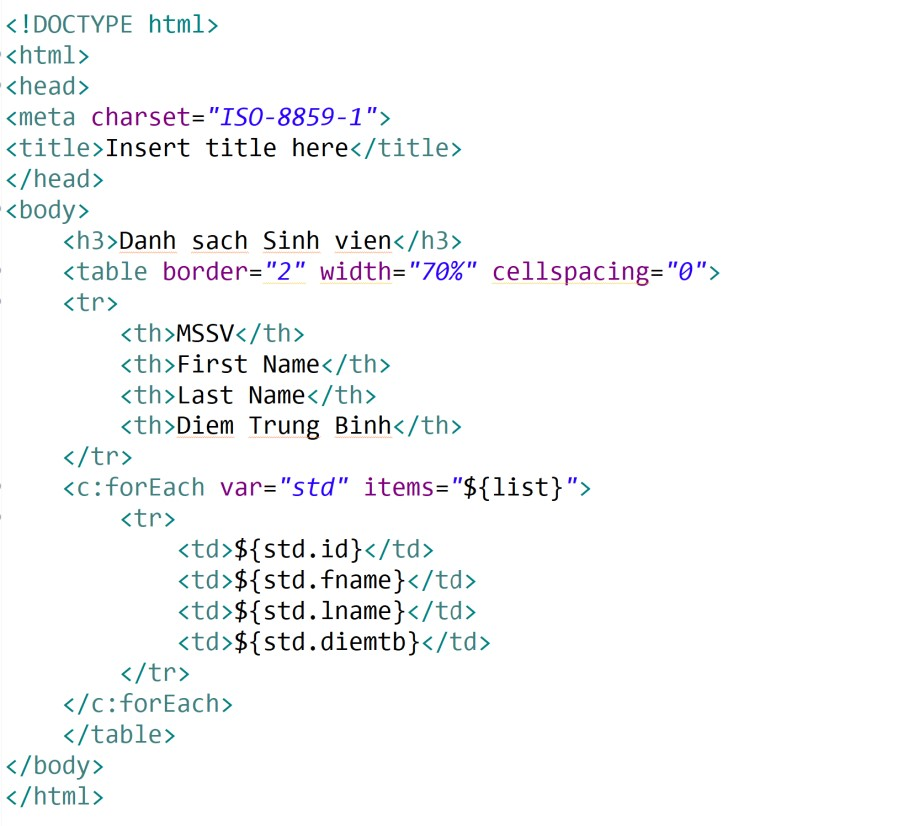 <!DOCTYPE html>
<html>
<head>
<meta charset="ISO-8859-1">
<title>Insert title here</title>
</head>
<body>
    <h3>Danh sach Sinh vien</h3>
    <table border="2" width="70%" cellspacing="0">
    <tr>
        <th>MSSV</th>
        <th>First Name</th>
        <th>Last Name</th>
        <th>Diem Trung Binh</th>
    </tr>
    <c:forEach var="std" items="${list}">
        <tr>
            <td>${std.id}</td>
            <td>${std.fname}</td>
            <td>${std.lname}</td>
            <td>${std.diemtb}</td>
        </tr>
    </c:forEach>
    </table>
</body>
</html>